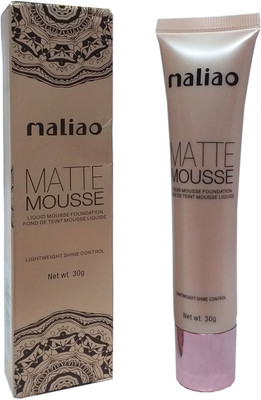 maliao
MATTE
MOUSSE
LIQUID MOUSSE FOUNDATION
FOND DE TEINT MOUSSE LIQUIDE
LIGHTWEIGHT SHINE CONTROL
Net wt. 30g
maliao
MATTE
MOUSSE
LIQUID MOUSSE FOUNDATION
FOND DE TEINT MOUSSE LIQUIDE
LIGHTWEIGHT SHINE CONTROL
Net wt. 30g